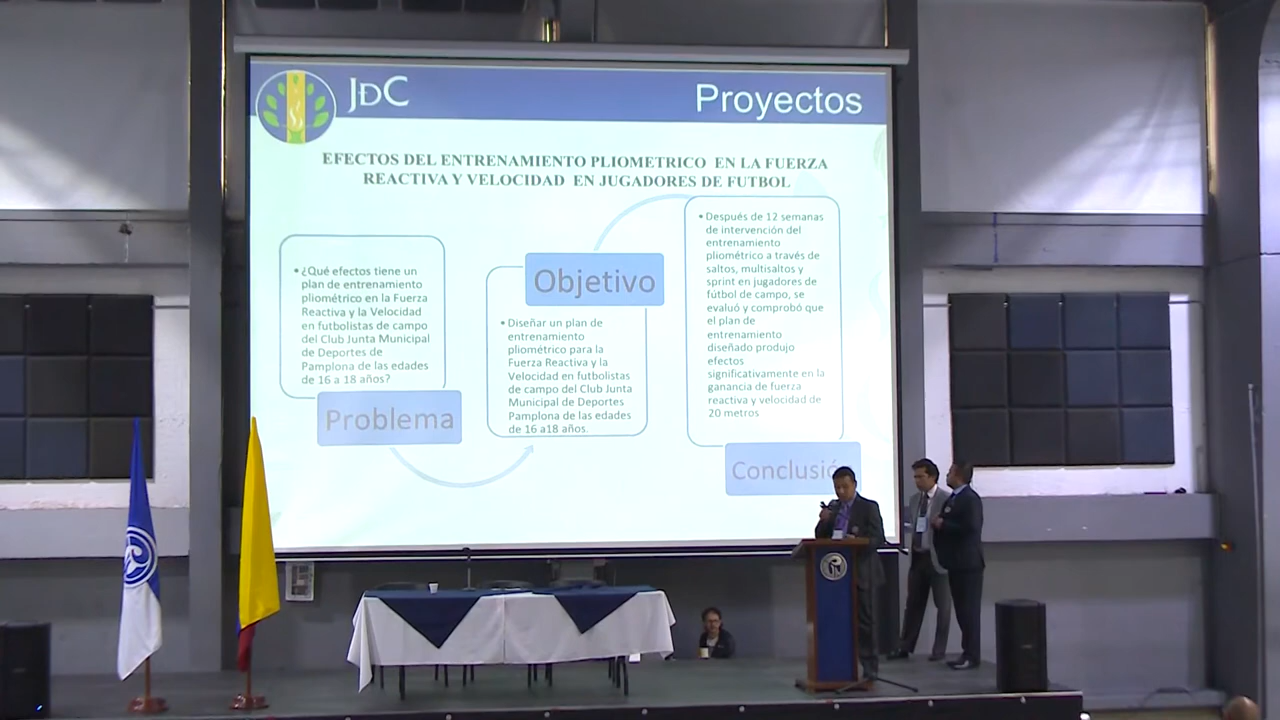 JDC
Proyectos
EFECTOS DEL ENTRENAMIENTO PLIOMETRICO EN LA FUERZA
REACTIVA Y VELOCIDAD EN JUGADORES DE FUTBOL
• ¿Qué efectos tiene un
plan de entrenamiento
pliométrico en la Fuerza
Reactiva y la Velocidad
en futbolistas de campo
del Club Junta Municipal
de Deportes de
Pamplona de las edades
de 16 a 18 años?
Problema
Objetivo
• Diseñar un plan de
entrenamiento
pliométrico para la
Fuerza Reactiva y la
Velocidad en futbolistas
de campo del Club Junta
Municipal de Deportes
Pamplona de las edades
de 16 a18 años.
• Después de 12 semanas
de intervención del
entrenamiento
pliométrico a través de
saltos, multisaltos y
sprint en jugadores de
fútbol de campo, se
evaluó y comprobó que
el plan de
entrenamiento
diseñado produjo
efectos
significativamente en la
ganancia de fuerza
reactiva y velocidad de
20 metros
Conclusió